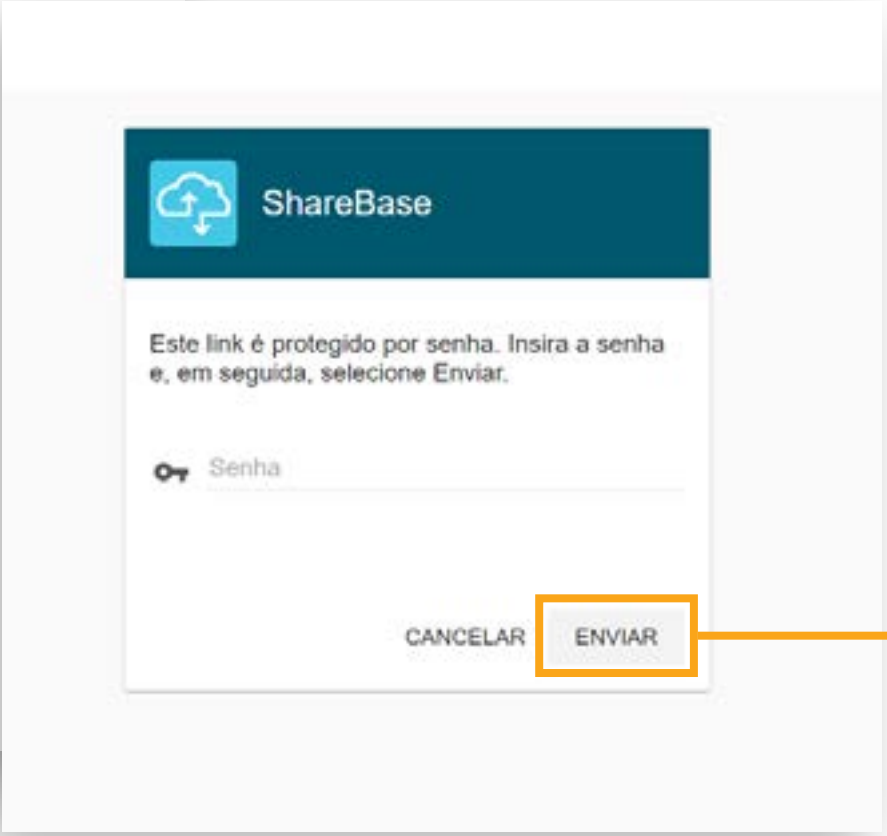 ShareBase
Este link é protegido por senha. Insira a senha
e, em seguida, selecione Enviar.
Senha
CANCELAR ENVIAR